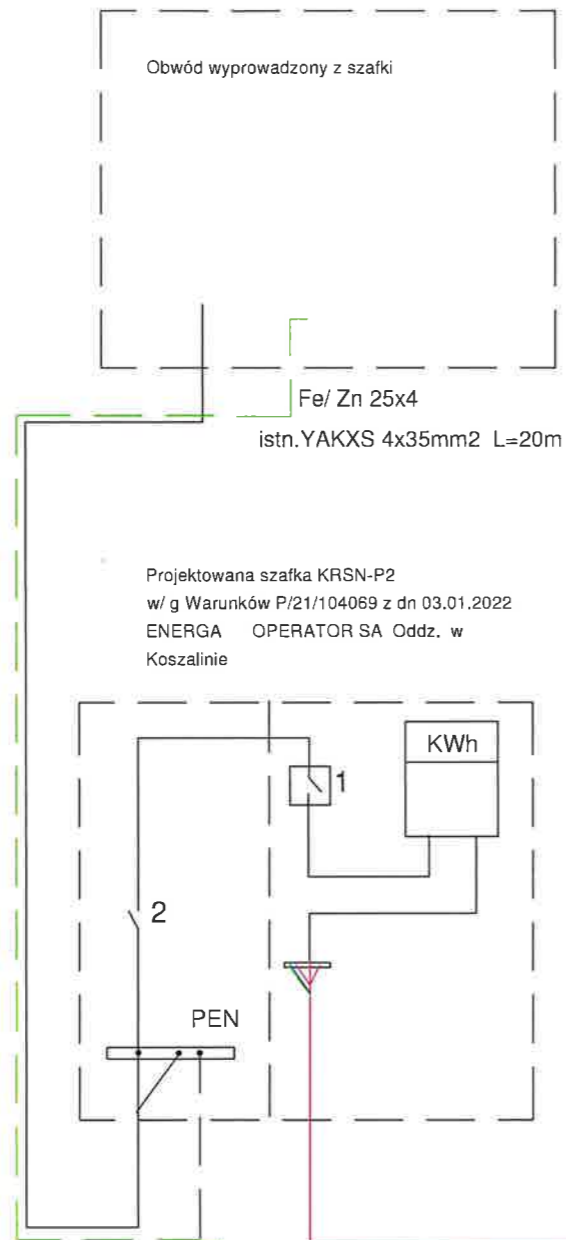 Obwód wyprowadzony z szafki
Fe/ Zn 25x4
istn.YAKXS 4x35mm2 L=20m
Projektowana szafka KRSN-P2
w/ g Warunków P/21/104069 z dn 03.01.2022
ENERGA OPERATOR SA Oddz. w
Koszalinie
KWh
1
2
PEN